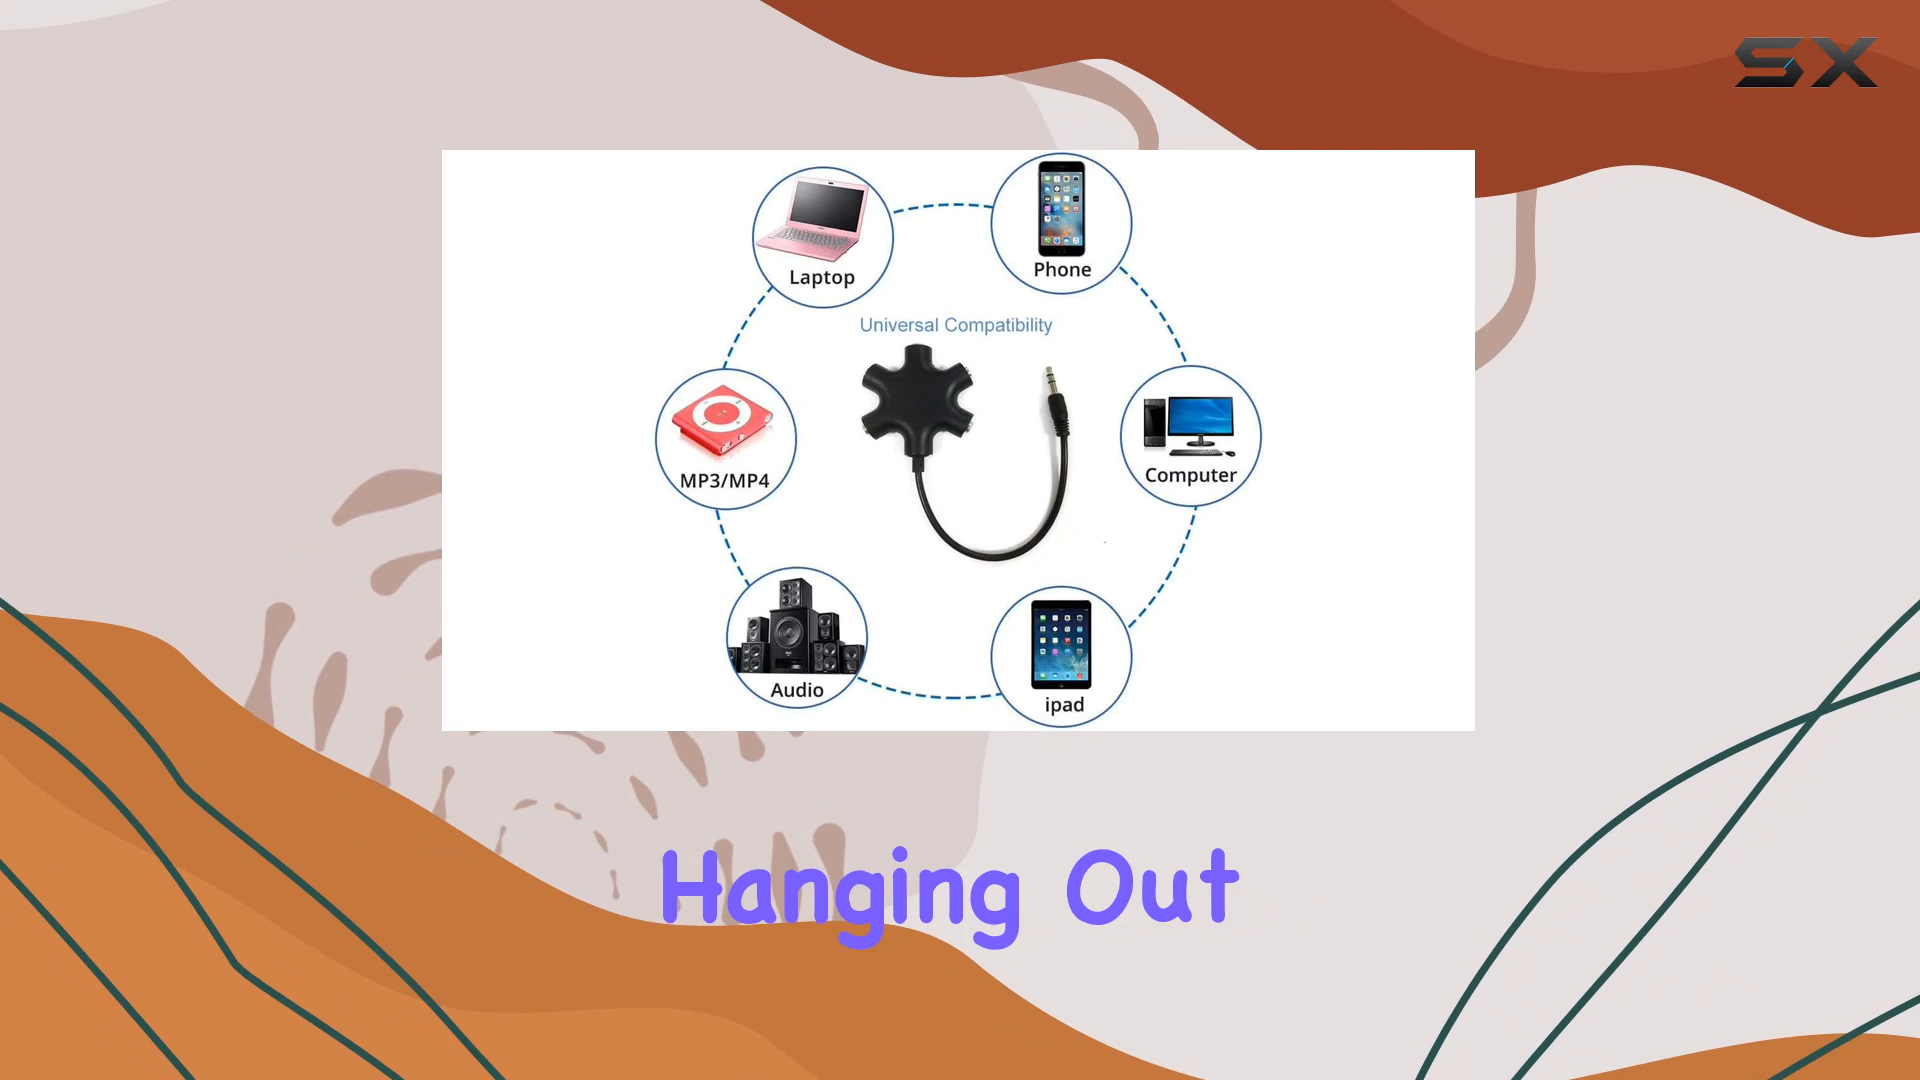 SX
Laptop
Phone
Universal Compatibility
MP3/MP4
Computer
Audio
ipad
Hanging Out